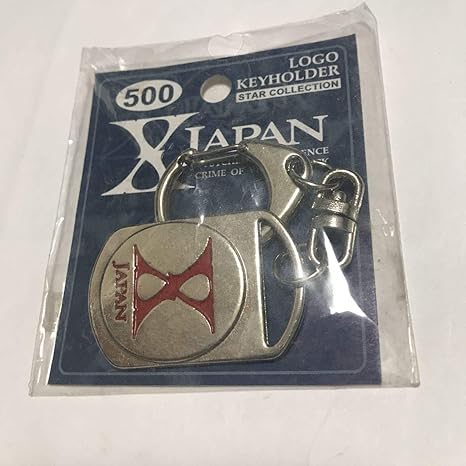 500
LOGO
KEYHOLDER
STAR COLLECTION
X JAPAN
CRIME OF
X
JAPAN